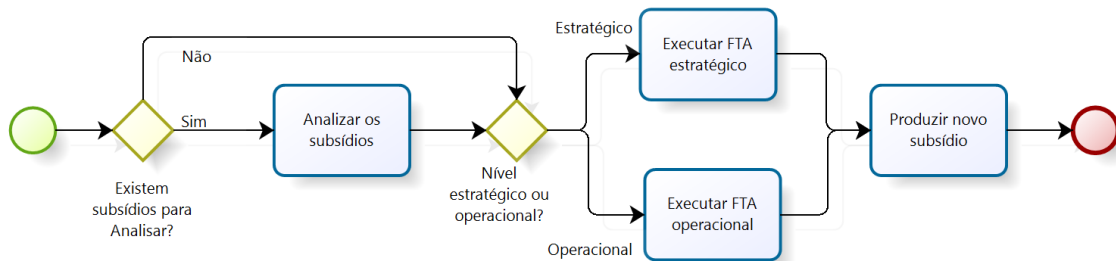 Existem
subsídios para
Analisar?
Não
Sim
Analizar os
subsídios
Nível
estratégico ou
operacional?
Estratégico
Executar FTA
estratégico
Operacional
Executar FTA
operacional
Produzir novo
subsídio